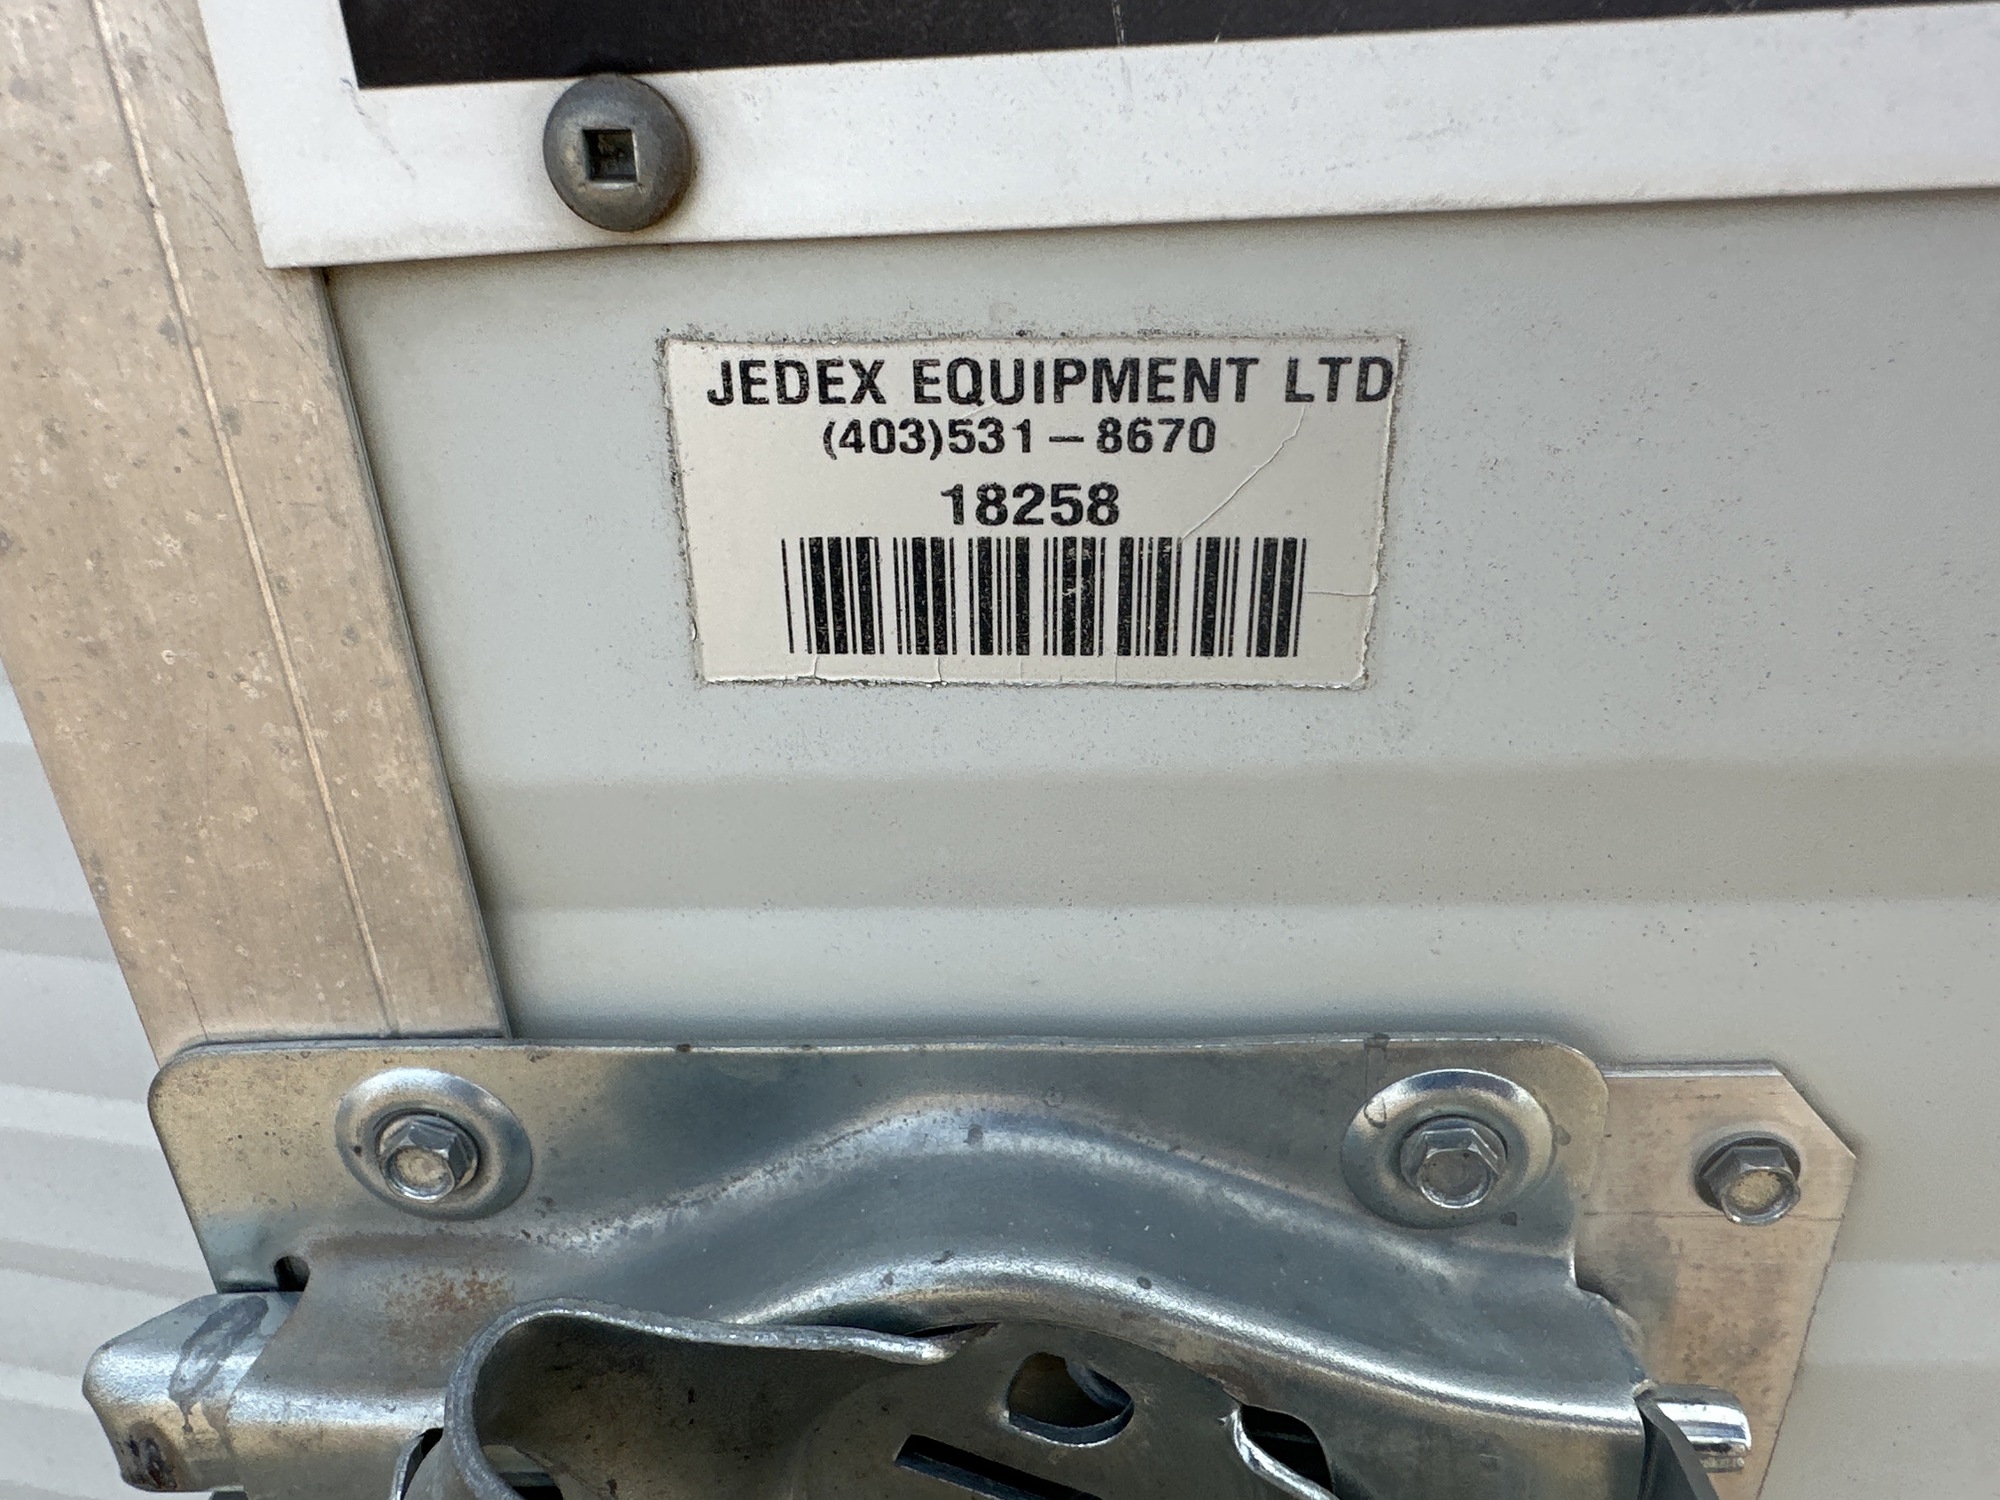 JEDEX EQUIPMENT LTD
(403)531-8670
18258